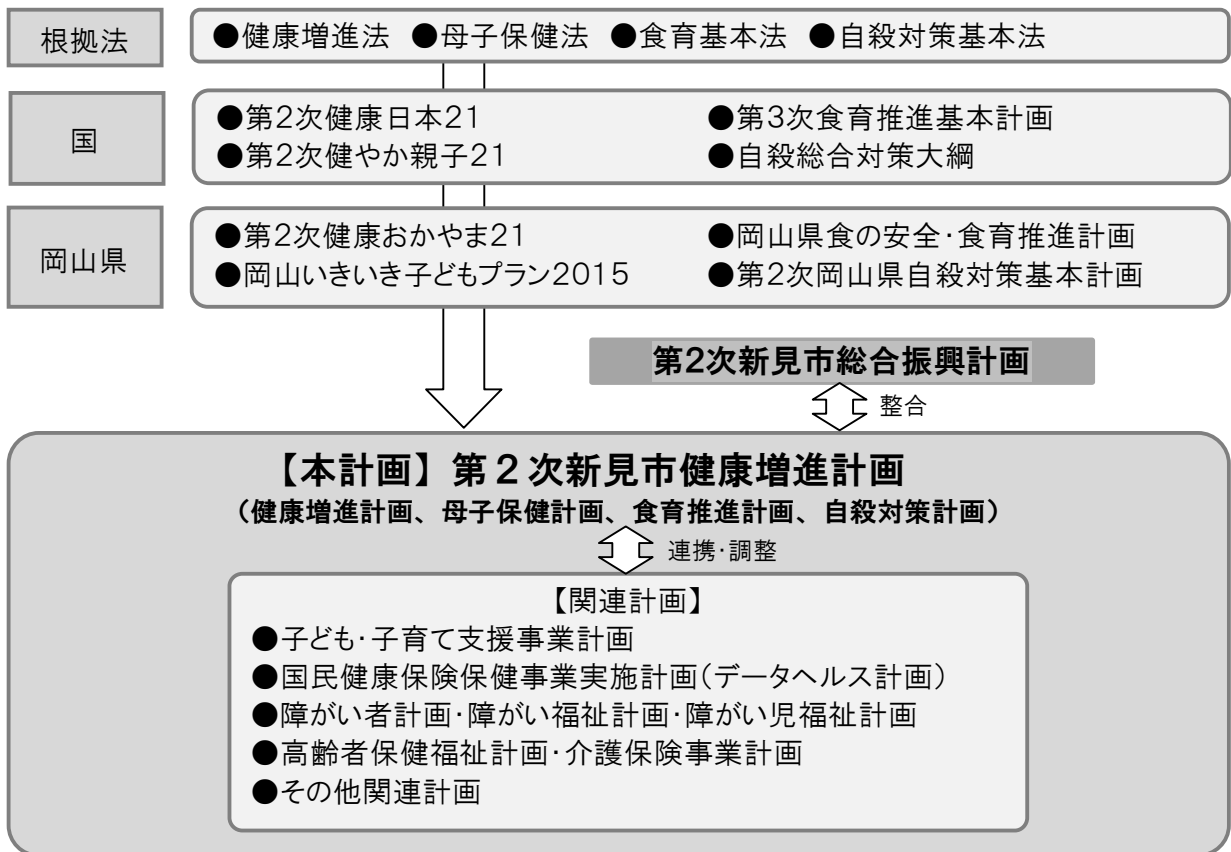 根拠法
●健康増進法 ●母子保健法 ●食育基本法 ●自殺対策基本法
国
●第2次健康日本21 ●第3次食育推進基本計画
●第2次健やか親子21 ●自殺総合対策大綱
岡山県
●第2次健康おかやま21 ●岡山県食の安全・食育推進計画
●岡山いきいき子どもプラン2015 ●第2次岡山県自殺対策基本計画
第2次新見市総合振興計画
整合
【本計画】第２次新見市健康増進計画
（健康増進計画、母子保健計画、食育推進計画、自殺対策計画）
連携・調整
【関連計画】
●子ども・子育て支援事業計画
●国民健康保険保健事業実施計画（データヘルス計画）
●障がい者計画・障がい福祉計画・障がい児福祉計画
●高齢者保健福祉計画・介護保険事業計画
●その他関連計画